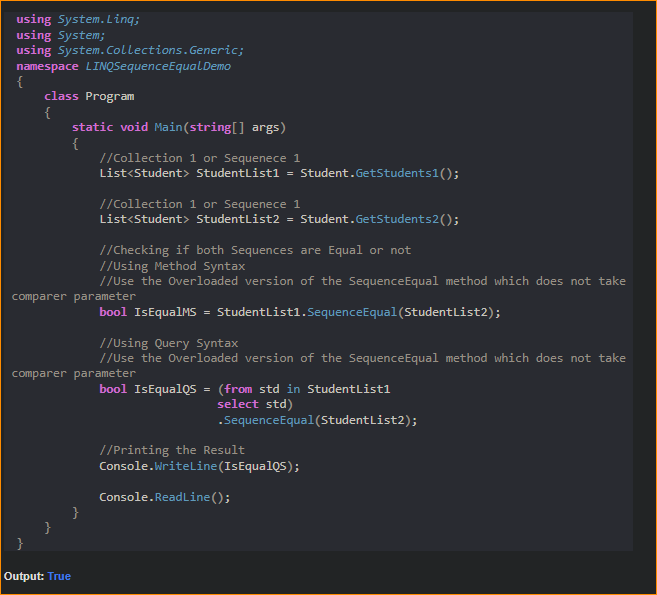 using System.Linq;
using System;
using System.Collections.Generic;
namespace LINQSequenceEqualDemo
{
class Program
{
static void Main(string[] args)
{
//Collection 1 or Sequenece 1
List<Student> StudentList1 = Student.GetStudents1();
//Collection 1 or Sequenece 1
List<Student> StudentList2 = Student.GetStudents2();
//Checking if both Sequences are Equal or not
//Using Method Syntax
//Use the Overloaded version of the SequenceEqual method which does not take
comparer parameter
bool IsEqualMS = StudentList1.SequenceEqual(StudentList2);
//Using Query Syntax
//Use the Overloaded version of the SequenceEqual method which does not take
comparer parameter
bool IsEqualQS = (from std in StudentList1
select std)
.SequenceEqual(StudentList2);
//Printing the Result
Console.WriteLine(IsEqualQS);
Console.ReadLine();
}
}
}
Output: True